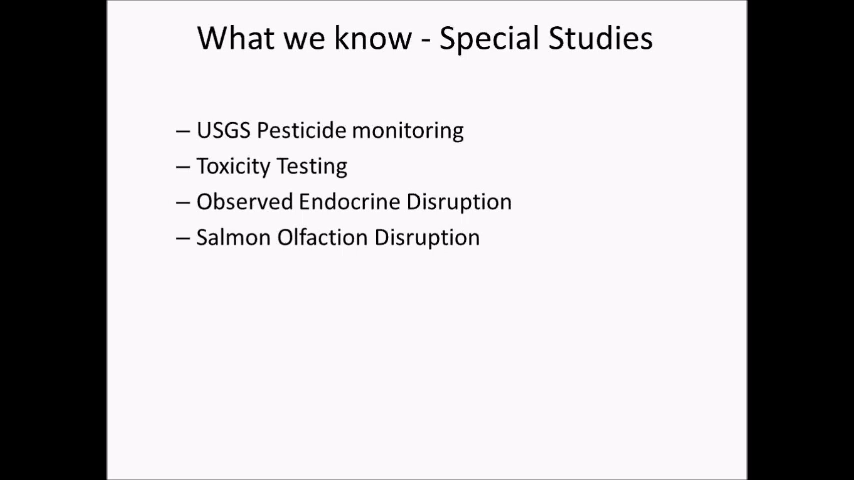 What we know - Special Studies
– USGS Pesticide monitoring
– Toxicity Testing
– Observed Endocrine Disruption
– Salmon Olfaction Disruption